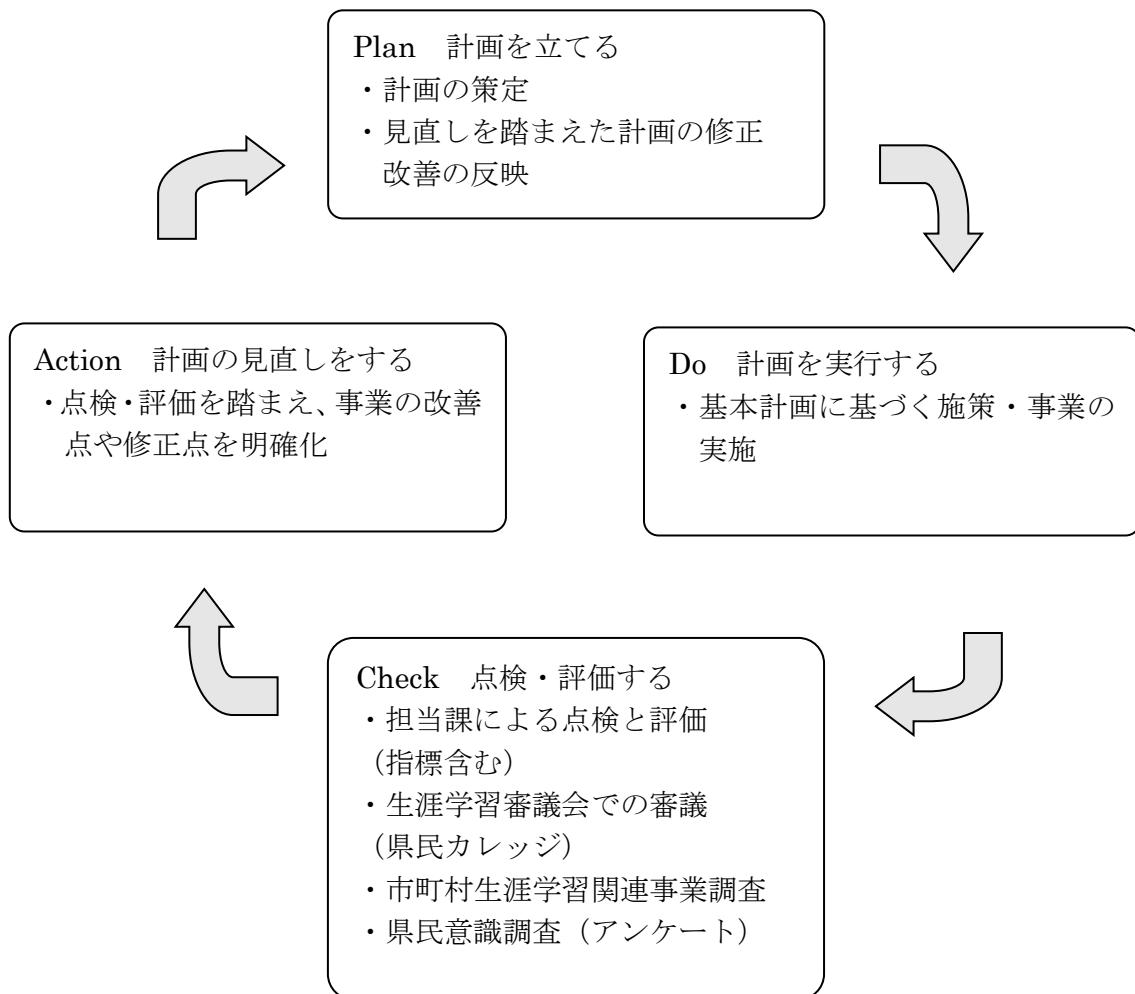 Plan　計画を立てる
・計画の策定
・見直しを踏まえた計画の修正
改善の反映
Action　計画の見直しをする
・点検・評価を踏まえ、事業の改善
点や修正点を明確化
Do　計画を実行する
・基本計画に基づく施策・事業の
実施
Check　点検・評価する
・担当課による点検と評価
（指標含む）
・生涯学習審議会での審議
（県民カレッジ）
・市町村生涯学習関連事業調査
・県民意識調査（アンケート）